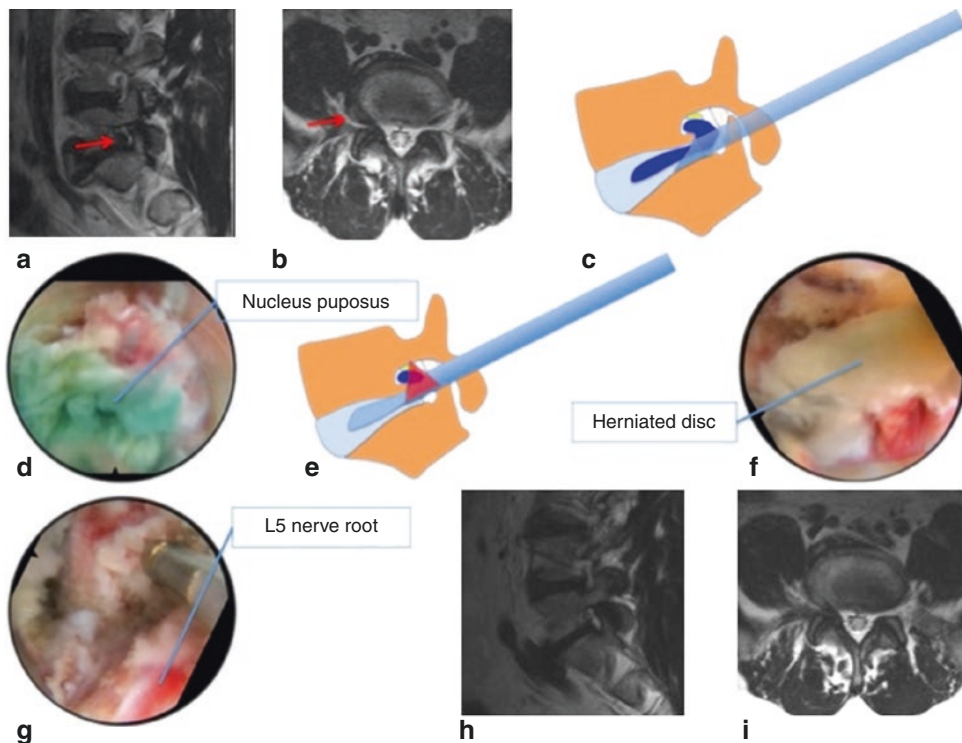 a
b
c
Nucleus puposus
d
e
Herniated disc
f
L5 nerve root
g
h
i